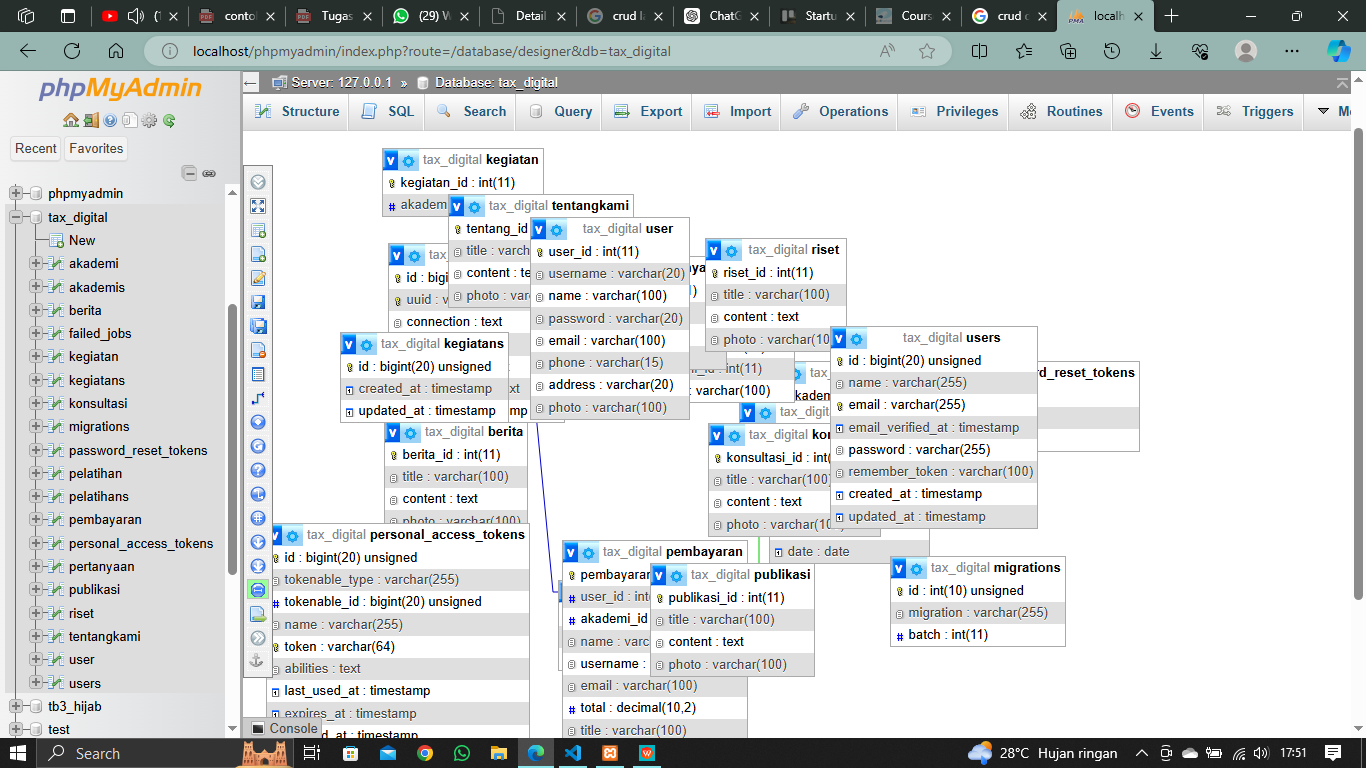 (1
contol
Tugas
(29) W
Detail
crud la
ChatG
Startu
Cours
crud c
localh
localhost/phpmyadmin/index.php?route=/database/designer&db=tax_digital
phpMyAdmin
Recent
Favorites
phpmyadmin
tax_digital
New
akademi
akademis
berita
failed_jobs
kegiatan
kegiatans
konsultasi
migrations
password_reset_tokens
pelatihan
pelatihans
pembayaran
personal_access_tokens
pertanyaan
publikasi
riset
tentangkami
user
users
tb3_hijab
test
Server: 127.0.0.1 » Database: tax_digital
Structure
SQL
Search
Query
Export
Import
Operations
Privileges
Routines
Events
Triggers
Mo
tax_digital kegiatan
kegiatan_id : int(11)
akadem
tax_digital tentangkami
tentang_id
title : varch
content : te
photo : varc
tax_digital user
user_id : int(11)
username : varchar(20)
name : varchar(100)
password : varchar(20)
email : varchar(100)
phone : varchar(15)
address : varchar(20)
photo : varchar(100)
id : bigi
uuid : v
connection : text
tax_digital riset
riset_id : int(11)
title : varchar(100)
content : text
photo : varchar(10
tax_digital kegiatans
id : bigint(20) unsigned
created_at : timestamp
updated_at : timestamp
tax_digital users
id : bigint(20) unsigned
name : varchar(255)
email : varchar(255)
email_verified_at : timestamp
password : varchar(255)
remember_token : varchar(100)
created_at : timestamp
updated_at : timestamp
rd_reset_tokens
tax_digital berita
berita_id : int(11)
title : varchar(100)
content : text
photo : varchar(100)
tax_digital
tax_digital kon
konsultasi_id : int(
title : varchar(100
content : text
photo : varchar(10
date : date
tax_digital personal_access_tokens
id : bigint(20) unsigned
tokenable_type : varchar(255)
tokenable_id : bigint(20) unsigned
name : varchar(255)
token : varchar(64)
abilities : text
last_used_at : timestamp
expires_at : timestamp
d_at : timestamp
tax_digital pembayaran
pembayaran
user_id : int(
akademi_id
name : varc
username :
email : varchar(100)
total : decimal(10,2)
title : varchar(100)
tax_digital publikasi
publikasi_id : int(11)
title : varchar(100)
content : text
photo : varchar(100)
tax_digital migrations
id : int(10) unsigned
migration : varchar(255)
batch : int(11)
Console
Search
28°C Hujan ringan
17:51